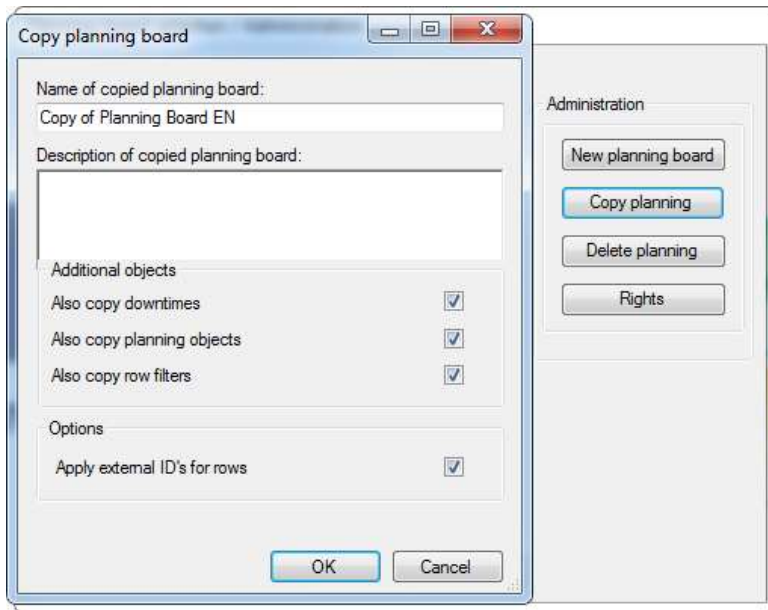 Copy planning board
Name of copied planning board:
Copy of Planning Board EN
Description of copied planning board:
Additional objects
Also copy downtimes
Also copy planning objects
Also copy row filters
Options
Apply external ID's for rows
OK
Cancel
Administration
New planning board
Copy planning
Delete planning
Rights